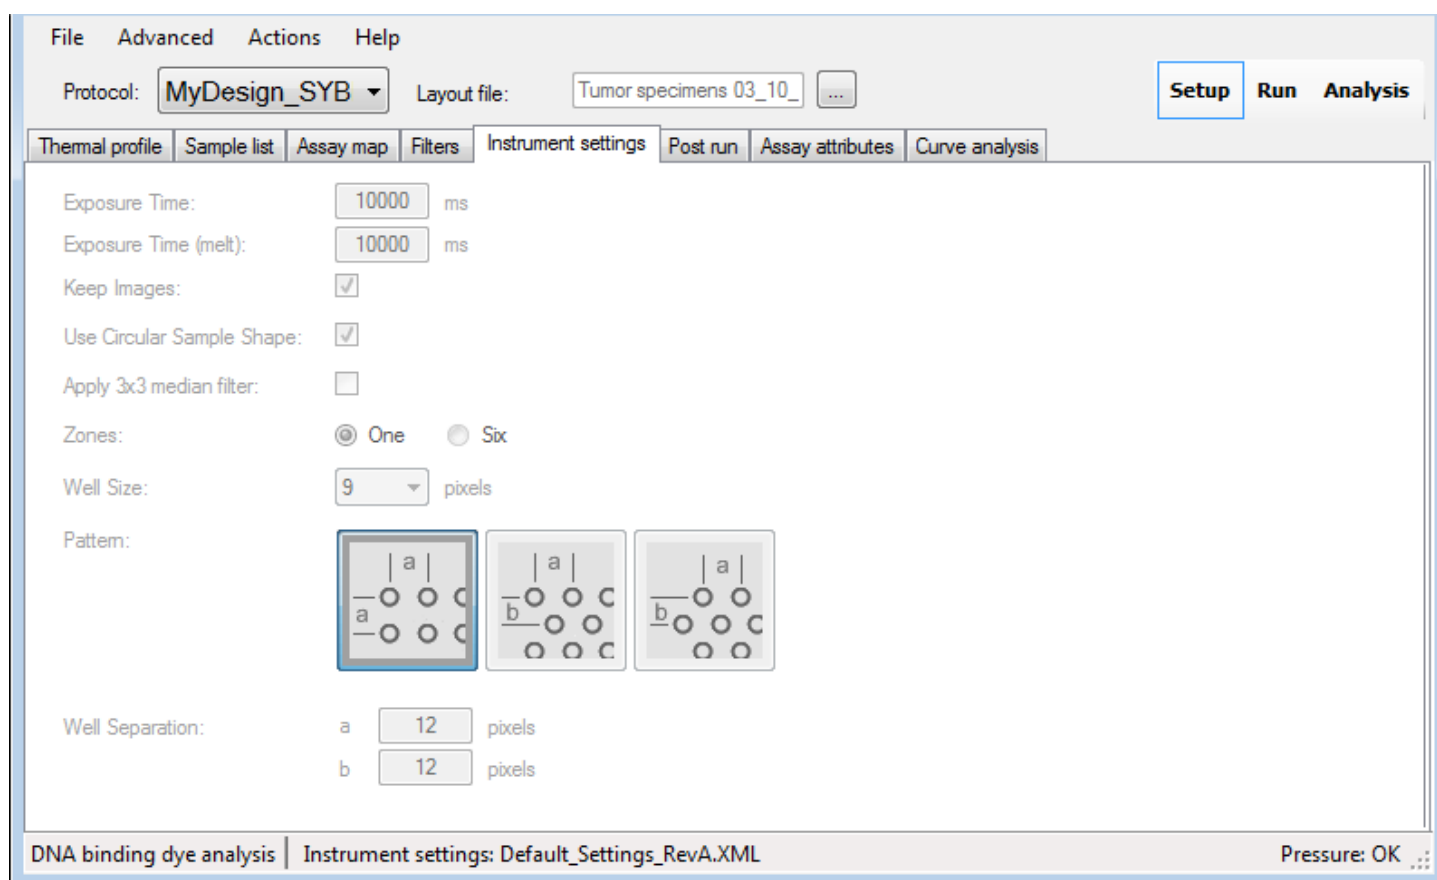 File Advanced Actions Help
Protocol: MyDesign_SYB Layout file: Tumor specimens 03_10_ ... Setup Run Analysis
Thermal profile Sample list Assay map Filters Instrument settings Post run Assay attributes Curve analysis
Exposure Time: 10000 ms
Exposure Time (melt): 10000 ms
Keep Images:
Use Circular Sample Shape:
Apply 3x3 median filter:
Zones: One Six
Well Size: 9 pixels
Pattern:
a a a
a b b
Well Separation: a 12 pixels
b 12 pixels
DNA binding dye analysis Instrument settings: Default_Settings_RevA.XML Pressure: OK